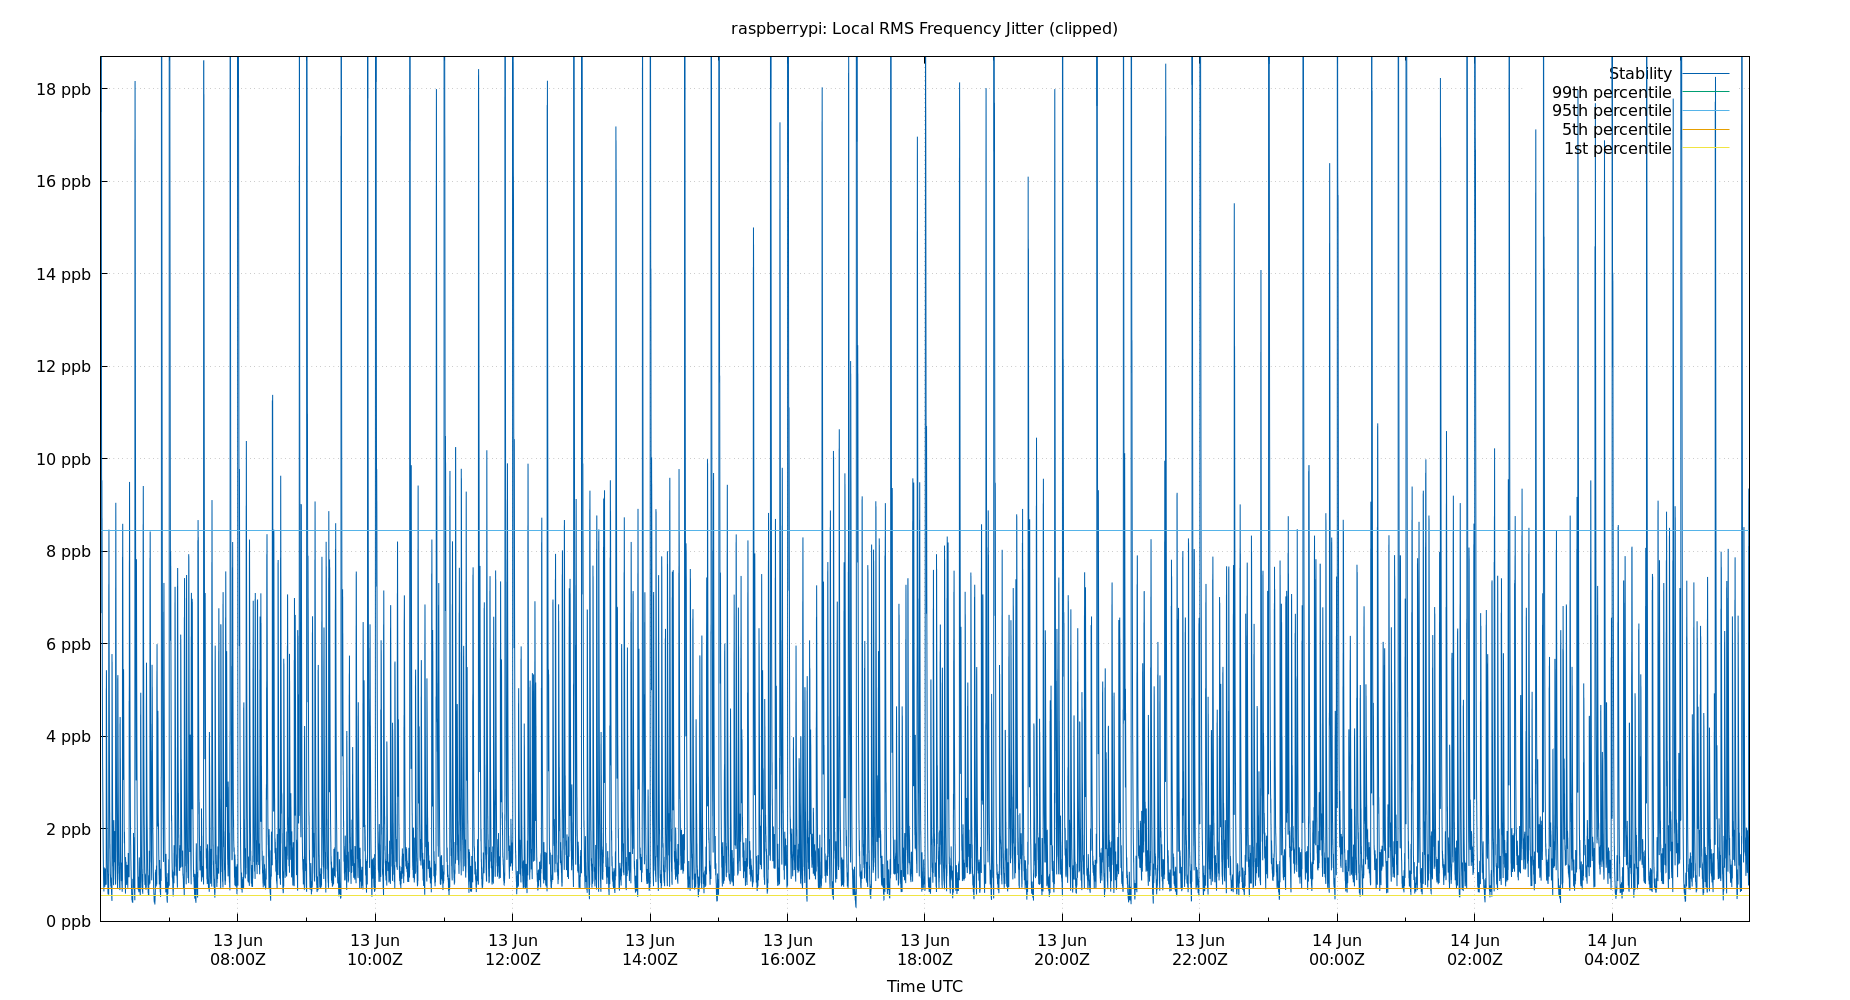 raspberrypi: Local RMS Frequency Jitter (clipped)
18 ppb
16 ppb
14 ppb
12 ppb
10 ppb
8 ppb
6 ppb
4 ppb
2 ppb
0 ppb
Stability
99th percentile
95th percentile
5th percentile
1st percentile
13 Jun 13 Jun 13 Jun 13 Jun 13 Jun 13 Jun 13 Jun 13 Jun 14 Jun 14 Jun 14 Jun
08:00Z 10:00Z 12:00Z 14:00Z 16:00Z 18:00Z 20:00Z 22:00Z 00:00Z 02:00Z 04:00Z
Time UTC